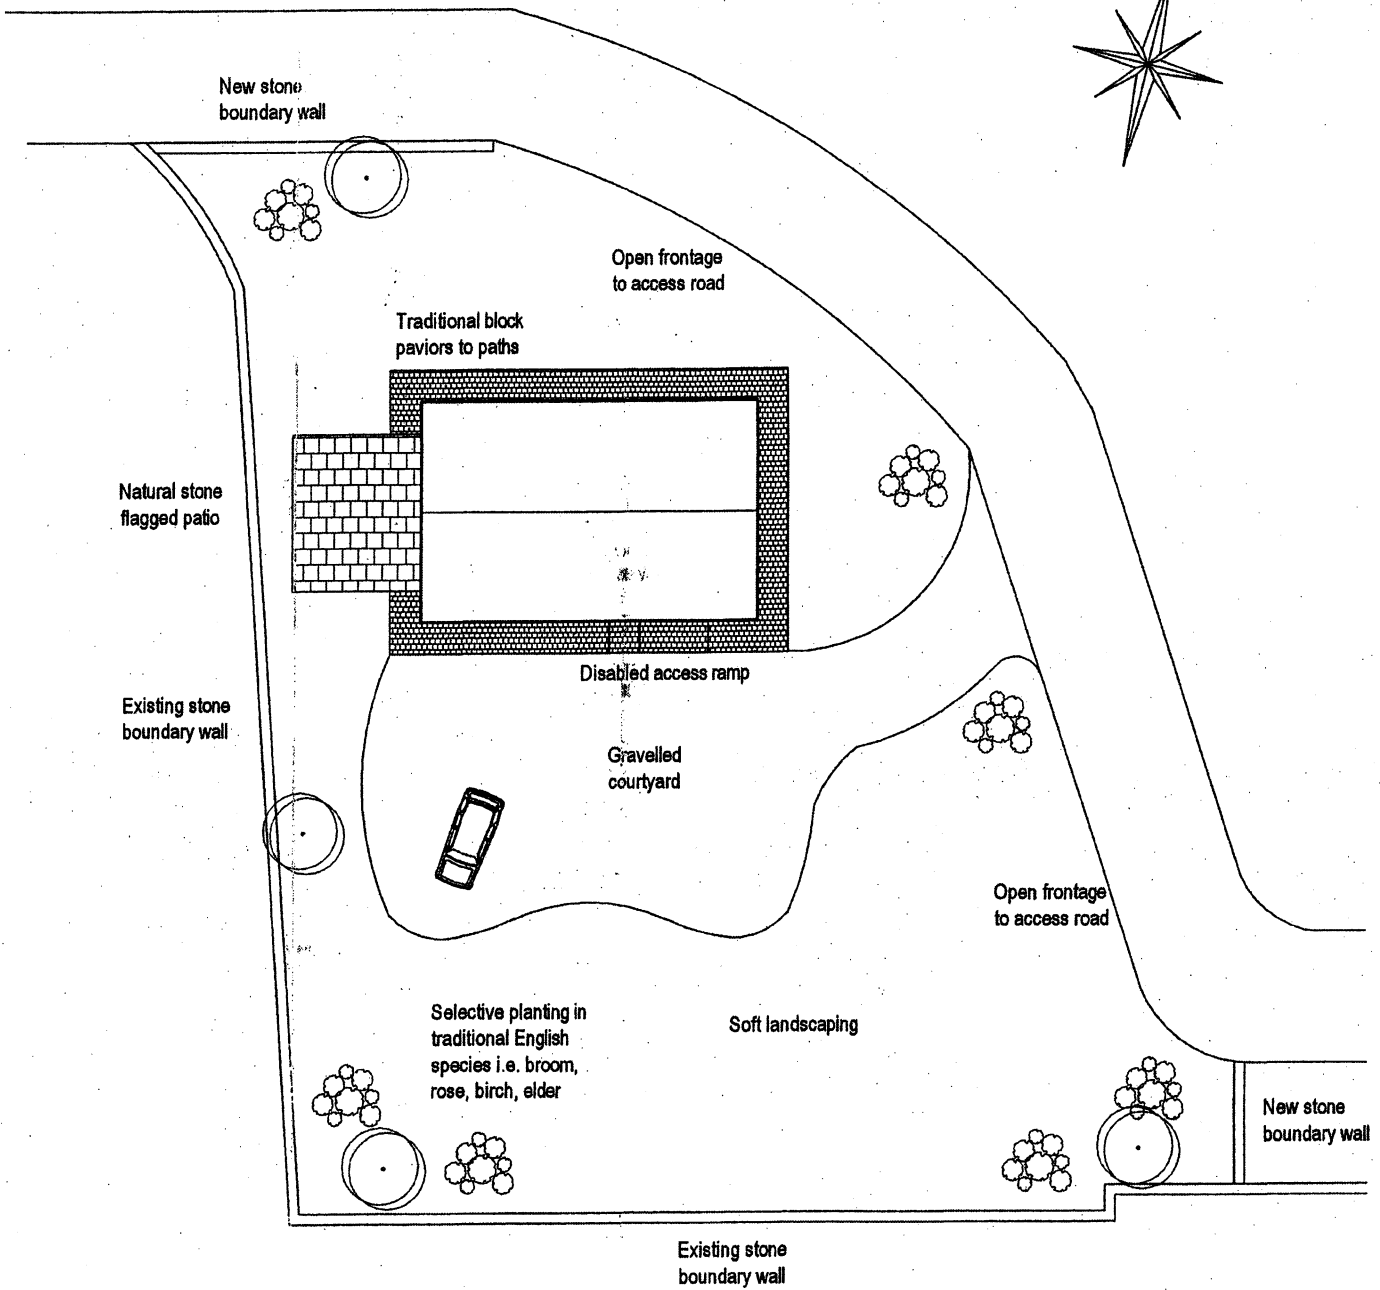 New stone
boundary wall
Open frontage
to access road
Traditional block
paviors to paths
Natural stone
flagged patio
Disabled access ramp
Existing stone
boundary wall
Gravelled
courtyard
Open frontage
to access road
Selective planting in
traditional English
species i.e. broom,
rose, birch, elder
Soft landscaping
New stone
boundary wall
Existing stone
boundary wall